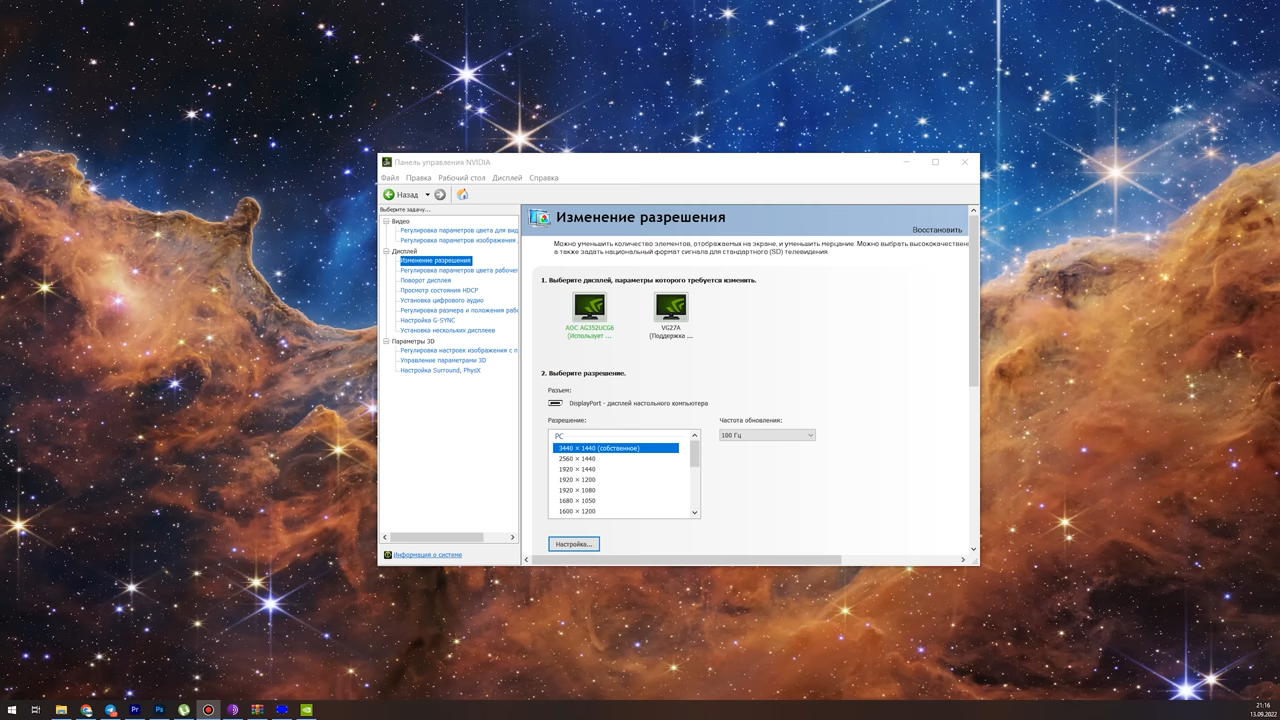 Панель управления NVIDIA
Файл Правка Рабочий стол Дисплей Справка
Назад
Выберите задачу...
Видео
Регулировка параметров цвета для вид
Регулировка параметров изображения
Дисплей
Изменение разрешения
Регулировка параметров цвета рабочег
Поворот дисплея
Просмотр состояния HDCP
Установка цифрового аудио
Регулировка размера и положения рабо
Настройка G-SYNC
Установка нескольких дисплеев
Параметры 3D
Регулировка настроек изображения с п
Управление параметрами 3D
Настройка Surround, PhysX
Информация о системе
Изменение разрешения
Восстановить
Можно уменьшить количество элементов, отображаемых на экране, и уменьшить мерцание. Можно выбрать высококачествен
а также задать национальный формат сигнала для стандартного (SD) телевидения.
1. Выберите дисплей, параметры которого требуется изменить.
AOC AG352UCG6
(Использует ...
VG27A
(Поддержка ...
2. Выберите разрешение.
Разъем:
DisplayPort - дисплей настольного компьютера
Разрешение:
Частота обновления:
PC
100 Гц
3440 × 1440 (собственное)
2560 × 1440
1920 × 1440
1920 × 1200
1920 × 1080
1680 × 1050
1600 × 1200
Настройка...
Pr
Ps
21:16
13.09.2022